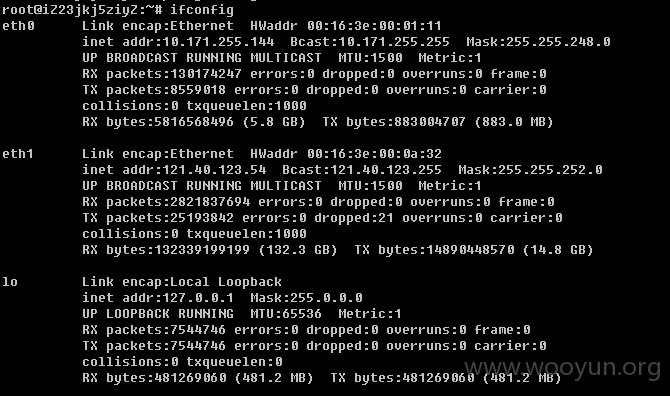 root@iZ23jkj5ziyZ:~# ifconfig
eth0 Link encap:Ethernet HWaddr 00:16:3e:00:01:11
inet addr:10.171.255.144 Bcast:10.171.255.255 Mask:255.255.248.0
UP BROADCAST RUNNING MULTICAST MTU:1500 Metric:1
RX packets:130174247 errors:0 dropped:0 overruns:0 frame:0
TX packets:8559018 errors:0 dropped:0 overruns:0 carrier:0
collisions:0 txqueuelen:1000
RX bytes:5816568496 (5.8 GB) TX bytes:883004707 (883.0 MB)
eth1 Link encap:Ethernet HWaddr 00:16:3e:00:0a:32
inet addr:121.40.123.54 Bcast:121.40.123.255 Mask:255.255.252.0
UP BROADCAST RUNNING MULTICAST MTU:1500 Metric:1
RX packets:2821837694 errors:0 dropped:0 overruns:0 frame:0
TX packets:25193842 errors:0 dropped:21 overruns:0 carrier:0
collisions:0 txqueuelen:1000
RX bytes:132339199199 (132.3 GB) TX bytes:14890448570 (14.8 GB)
lo Link encap:Local Loopback
inet addr:127.0.0.1 Mask:255.0.0.0
UP LOOPBACK RUNNING MTU:65536 Metric:1
RX packets:7544746 errors:0 dropped:0 overruns:0 frame:0
TX packets:7544746 errors:0 dropped:0 overruns:0 carrier:0
collisions:0 txqueuelen:0
RX bytes:481269060 (481.2 MB) TX bytes:481269060 (481.2 MB)
www.wooyun.org